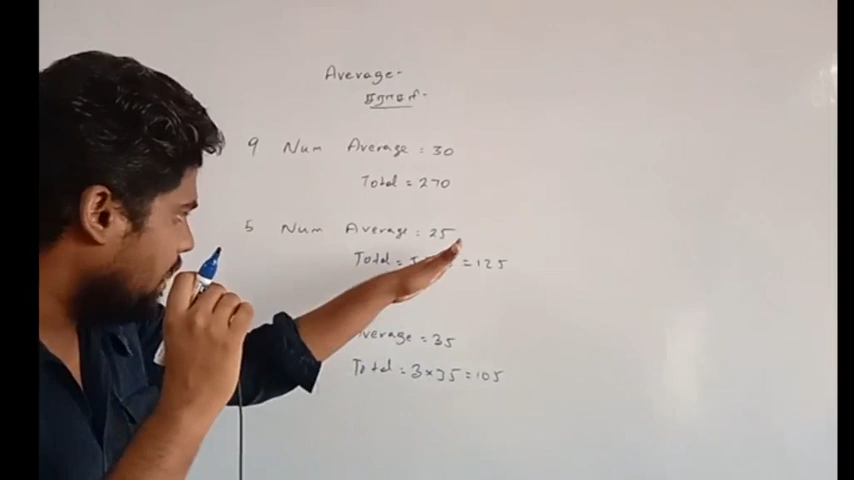 Average-
சராசரி-
9 Num Average = 30
Total = 270
5 Num Average = 25
Total = = 125
Average = 35
Total = 3 × 35 = 105